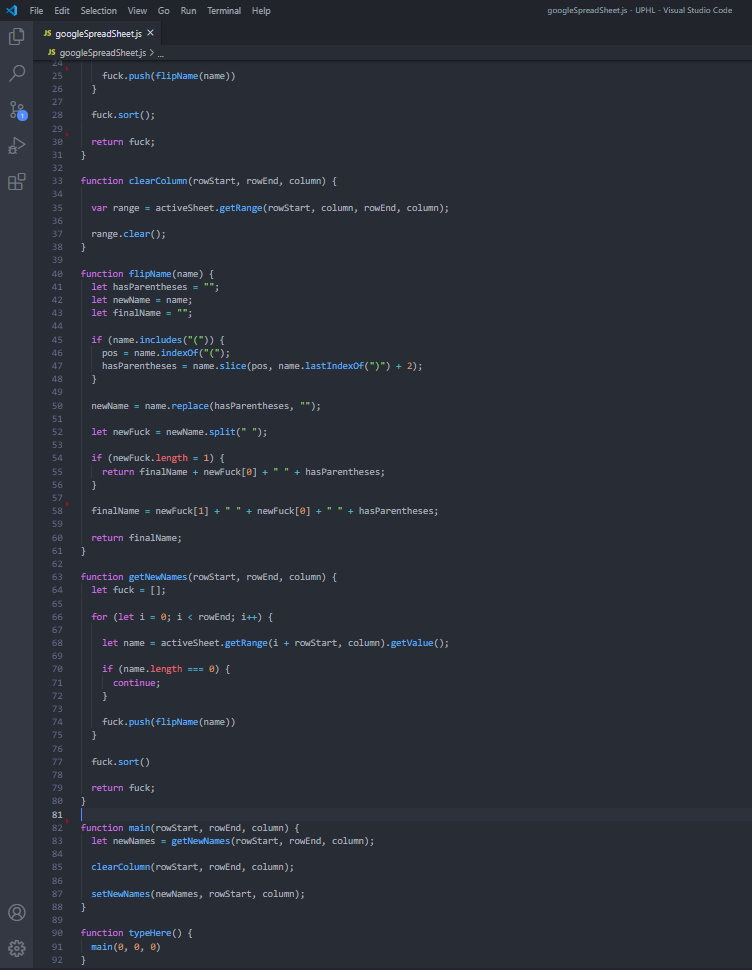 File Edit Selection View Go Run Terminal Help googleSpreadSheet.js - UPHL - Visual Studio Code
JS googleSpreadSheet.js ×
JS googleSpreadSheet.js > ...
1
24
25 fuck.push(flipName(name))
26 }
27
28 fuck.sort();
29
30 return fuck;
31 }
32
33 function clearColumn(rowStart, rowEnd, column) {
34
35 var range = activeSheet.getRange(rowStart, column, rowEnd, column);
36
37 range.clear();
38 }
39
40 function flipName(name) {
41 let hasParentheses = "";
42 let newName = name;
43 let finalName = "";
44
45 if (name.includes("(")) {
46 pos = name.indexOf("(");
47 hasParentheses = name.slice(pos, name.lastIndexOf(")") + 2);
48 }
49
50 newName = name.replace(hasParentheses, "");
51
52 let newFuck = newName.split(" ");
53
54 if (newFuck.length = 1) {
55 return finalName + newFuck[0] + " " + hasParentheses;
56 }
57
58 finalName = newFuck[1] + " " + newFuck[0] + " " + hasParentheses;
59
60 return finalName;
61 }
62
63 function getNewNames(rowStart, rowEnd, column) {
64 let fuck = [];
65
66 for (let i = 0; i < rowEnd; i++) {
67
68 let name = activeSheet.getRange(i + rowStart, column).getValue();
69
70 if (name.length === 0) {
71 continue;
72 }
73
74 fuck.push(flipName(name))
75 }
76
77 fuck.sort()
78
79 return fuck;
80 }
81
82 function main(rowStart, rowEnd, column) {
83 let newNames = getNewNames(rowStart, rowEnd, column);
84
85 clearColumn(rowStart, rowEnd, column);
86
87 setNewNames(newNames, rowStart, column);
88 }
89
90 function typeHere() {
91 main(0, 0, 0)
92 }